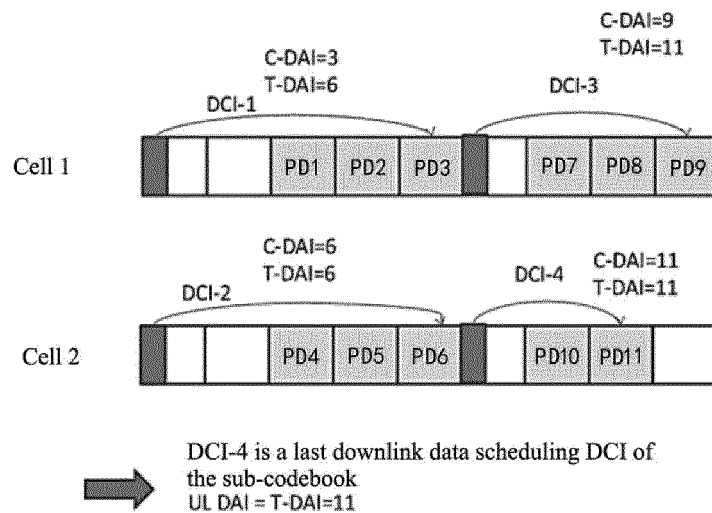 C-DAI=9
T-DAI=11
C-DAI=3
T-DAI=6
DCI-1
DCI-3
Cell 1
PD1 PD2 PD3 PD7 PD8 PD9
C-DAI=6
T-DAI=6
C-DAI=11
T-DAI=11
DCI-2
DCI-4
Cell 2
PD4 PD5 PD6 PD10 PD11
DCI-4 is a last downlink data scheduling DCI of
the sub-codebook
UL DAI = T-DAI=11